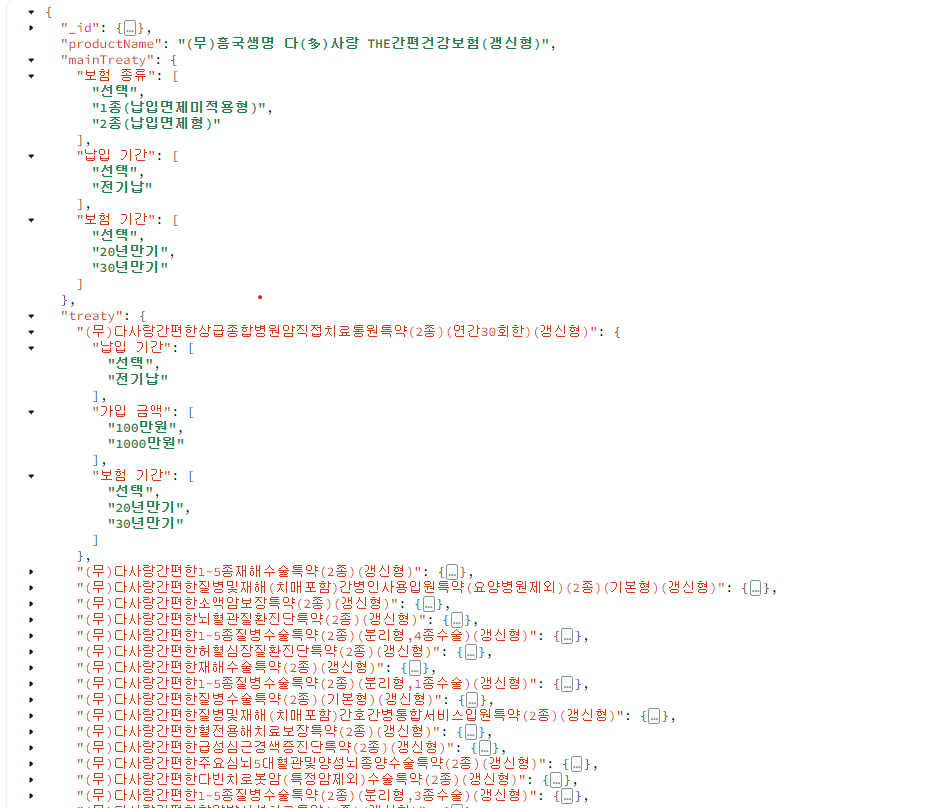 {
"_id": {…},
"productName": "(무)흥국생명 다(多)사랑 THE간편건강보험(갱신형)",
"mainTreaty": {
"보험 종류": [
"선택",
"1종(납입면제미적용형)",
"2종(납입면제형)"
],
"납입 기간": [
"선택",
"전기납"
],
"보험 기간": [
"선택",
"20년만기",
"30년만기"
]
},
"treaty": {
"(무)다사랑간편한상급종합병원암직접치료통원특약(2종)(연간30회한)(갱신형)": {
"납입 기간": [
"선택",
"전기납"
],
"가입 금액": [
"100만원",
"1000만원"
],
"보험 기간": [
"선택",
"20년만기",
"30년만기"
]
},
"(무)다사랑간편한1~5종재해수술특약(2종)(갱신형)": {…},
"(무)다사랑간편한질병및재해(치매포함)간병인사용입원특약(요양병원제외)(2종)(기본형)(갱신형)": {…},
"(무)다사랑간편한소액암보장특약(2종)(갱신형)": {…},
"(무)다사랑간편한뇌혈관질환진단특약(2종)(갱신형)": {…},
"(무)다사랑간편한1~5종질병수술특약(2종)(분리형,4종수술)(갱신형)": {…},
"(무)다사랑간편한허혈심장질환진단특약(2종)(갱신형)": {…},
"(무)다사랑간편한재해수술특약(2종)(갱신형)": {…},
"(무)다사랑간편한1~5종질병수술특약(2종)(분리형,1종수술)(갱신형)": {…},
"(무)다사랑간편한질병수술특약(2종)(기본형)(갱신형)": {…},
"(무)다사랑간편한질병및재해(치매포함)간호간병통합서비스입원특약(2종)(갱신형)": {…},
"(무)다사랑간편한혈전용해치료보장특약(2종)(갱신형)": {…},
"(무)다사랑간편한급성심근경색증진단특약(2종)(갱신형)": {…},
"(무)다사랑간편한주요심뇌5대혈관및양성뇌종양수술특약(2종)(갱신형)": {…},
"(무)다사랑간편한다빈치로봇암(특정암제외)수술특약(2종)(갱신형)": {…},
"(무)다사랑간편한1~5종질병수술특약(2종)(분리형,3종수술)(갱신형)": {…},